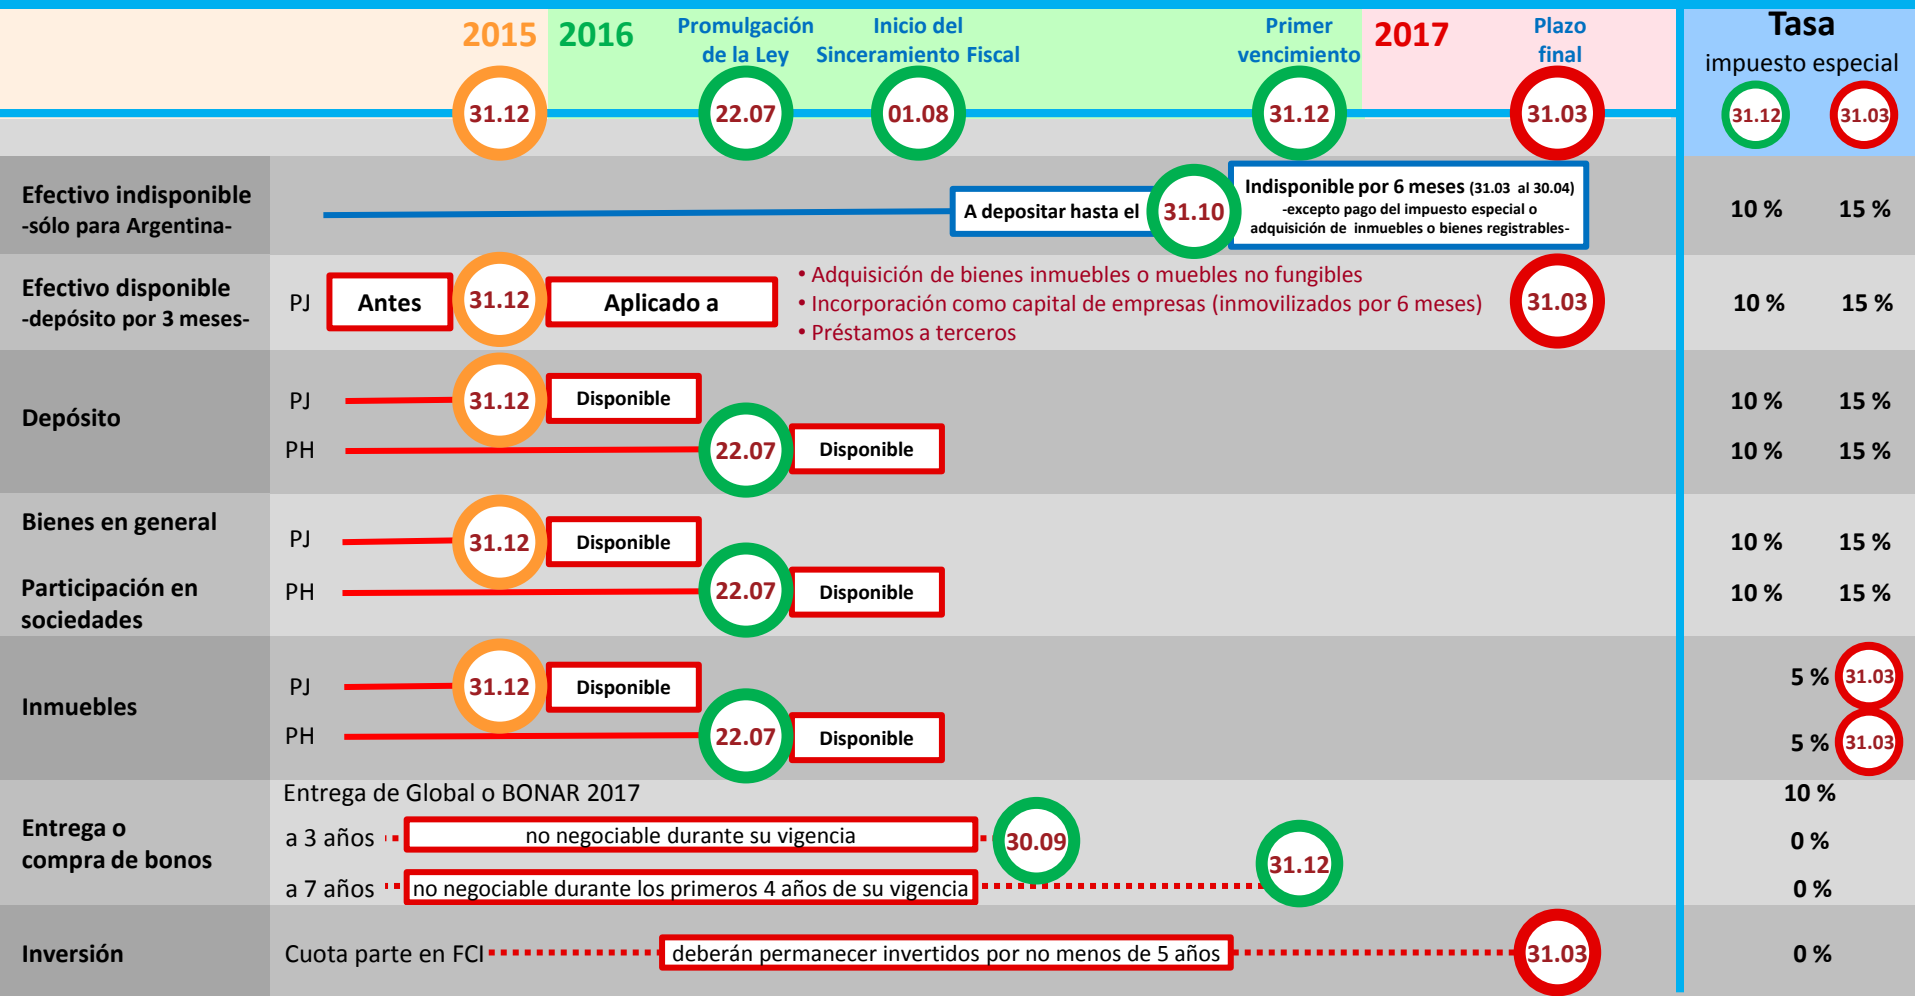 2015
2016
Promulgación
de la Ley
Inicio del
Sinceramiento Fiscal
Primer
vencimiento
2017
Plazo
final
Tasa
impuesto especial
31.12
22.07
01.08
31.12
31.03
31.12
31.03
Efectivo indisponible
-sólo para Argentina-
A depositar hasta el
31.10
Indisponible por 6 meses (31.03 al 30.04)
-excepto pago del impuesto especial o
adquisición de inmuebles o bienes registrables-
10 %
15 %
Efectivo disponible
-depósito por 3 meses-
PJ
Antes
31.12
Aplicado a
• Adquisición de bienes inmuebles o muebles no fungibles
• Incorporación como capital de empresas (inmovilizados por 6 meses)
• Préstamos a terceros
31.03
10 %
15 %
Depósito
PJ
31.12
Disponible
10 %
15 %
PH
22.07
Disponible
10 %
15 %
Bienes en general
PJ
31.12
Disponible
10 %
15 %
Participación en
sociedades
PH
22.07
Disponible
10 %
15 %
Inmuebles
PJ
31.12
Disponible
5 %
31.03
PH
22.07
Disponible
5 %
31.03
Entrega o
compra de bonos
Entrega de Global o BONAR 2017
10 %
a 3 años
no negociable durante su vigencia
30.09
0 %
a 7 años
no negociable durante los primeros 4 años de su vigencia
31.12
0 %
Inversión
Cuota parte en FCI
deberán permanecer invertidos por no menos de 5 años
31.03
0 %